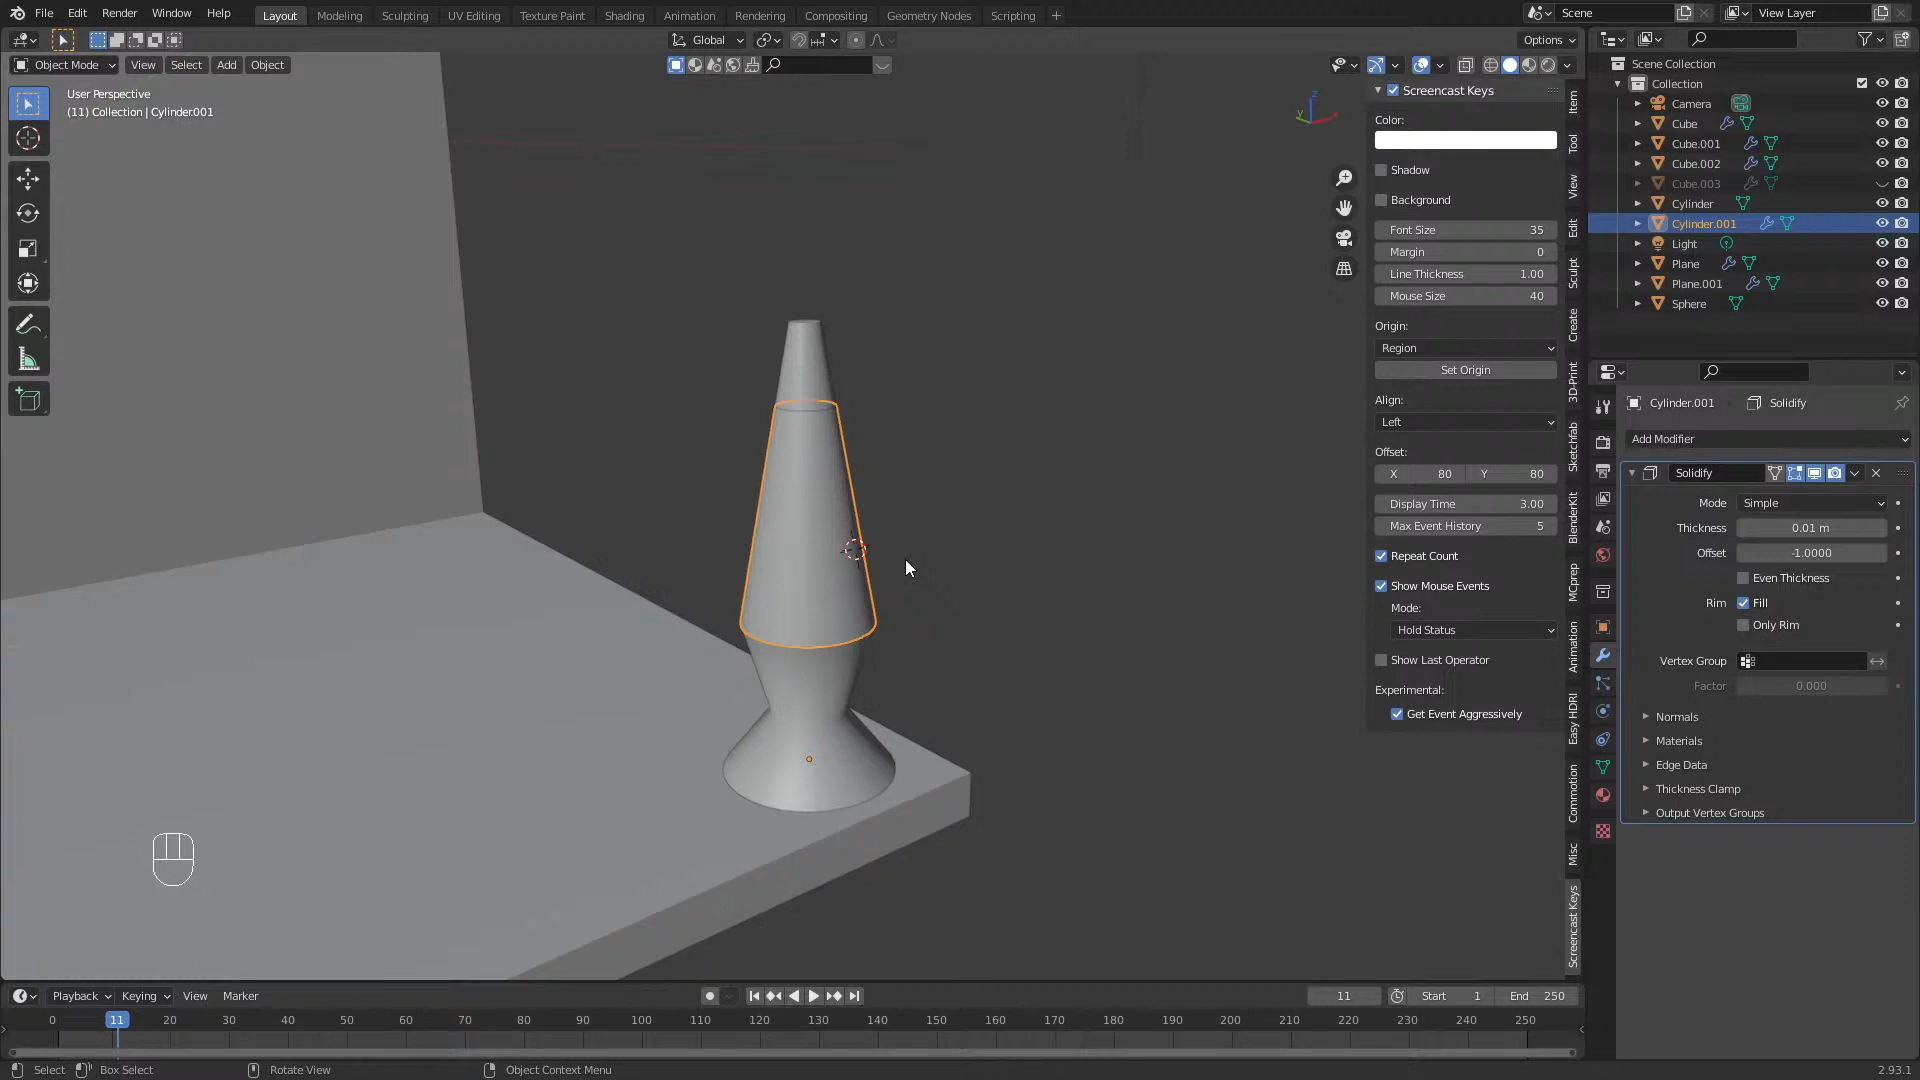 File Edit Render Window Help Layout Modeling Sculpting UV Editing Texture Paint Shading Animation Rendering Compositing Geometry Nodes Scripting Scene View Layer
Global Options
Object Mode View Select Add Object
User Perspective
(11) Collection | Cylinder.001
Screencast Keys
Color:
Shadow
Background
Font Size 35
Margin 0
Line Thickness 1.00
Mouse Size 40
Origin:
Region
Set Origin
Align:
Left
Offset:
X 80 Y 80
Display Time 3.00
Max Event History 5
Repeat Count
Show Mouse Events
Mode:
Hold Status
Show Last Operator
Experimental:
Get Event Aggressively
Item
Tool
View
Edit
Sculpt
Create
3D-Print
Sketchfab
BlenderKit
MCprep
Animation
Easy HDRI
Commotion
Misc
Screencast Keys
Z
X
Y
Scene Collection
Collection
Camera
Cube
Cube.001
Cube.002
Cube.003
Cylinder
Cylinder.001
Light
Plane
Plane.001
Sphere
Cylinder.001 Solidify
Add Modifier
Solidify
Mode Simple
Thickness 0.01 m
Offset -1.0000
Even Thickness
Rim Fill
Only Rim
Vertex Group
Factor 0.000
Normals
Materials
Edge Data
Thickness Clamp
Output Vertex Groups
Playback Keying View Marker 11 Start 1 End 250
0 11 20 30 40 50 60 70 80 90 100 110 120 130 140 150 160 170 180 190 200 210 220 230 240 250
Select Box Select Rotate View Object Context Menu 2.93.1